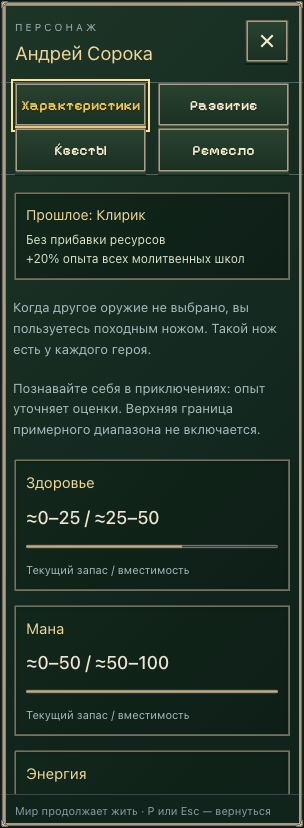 ПЕРСОНАЖ
Андрей Сорока
×
Характеристики
Развитие
Квесты
Ремесло
Прошлое: Клирик
Без прибавки ресурсов
+20% опыта всех молитвенных школ
Когда другое оружие не выбрано, вы
пользуетесь походным ножом. Такой нож
есть у каждого героя.
Познавайте себя в приключениях: опыт
уточняет оценки. Верхняя граница
примерного диапазона не включается.
Здоровье
≈0–25 / ≈25–50
Текущий запас / вместимость
Мана
≈0–50 / ≈50–100
Текущий запас / вместимость
Энергия
Мир продолжает жить · P или Esc — вернуться